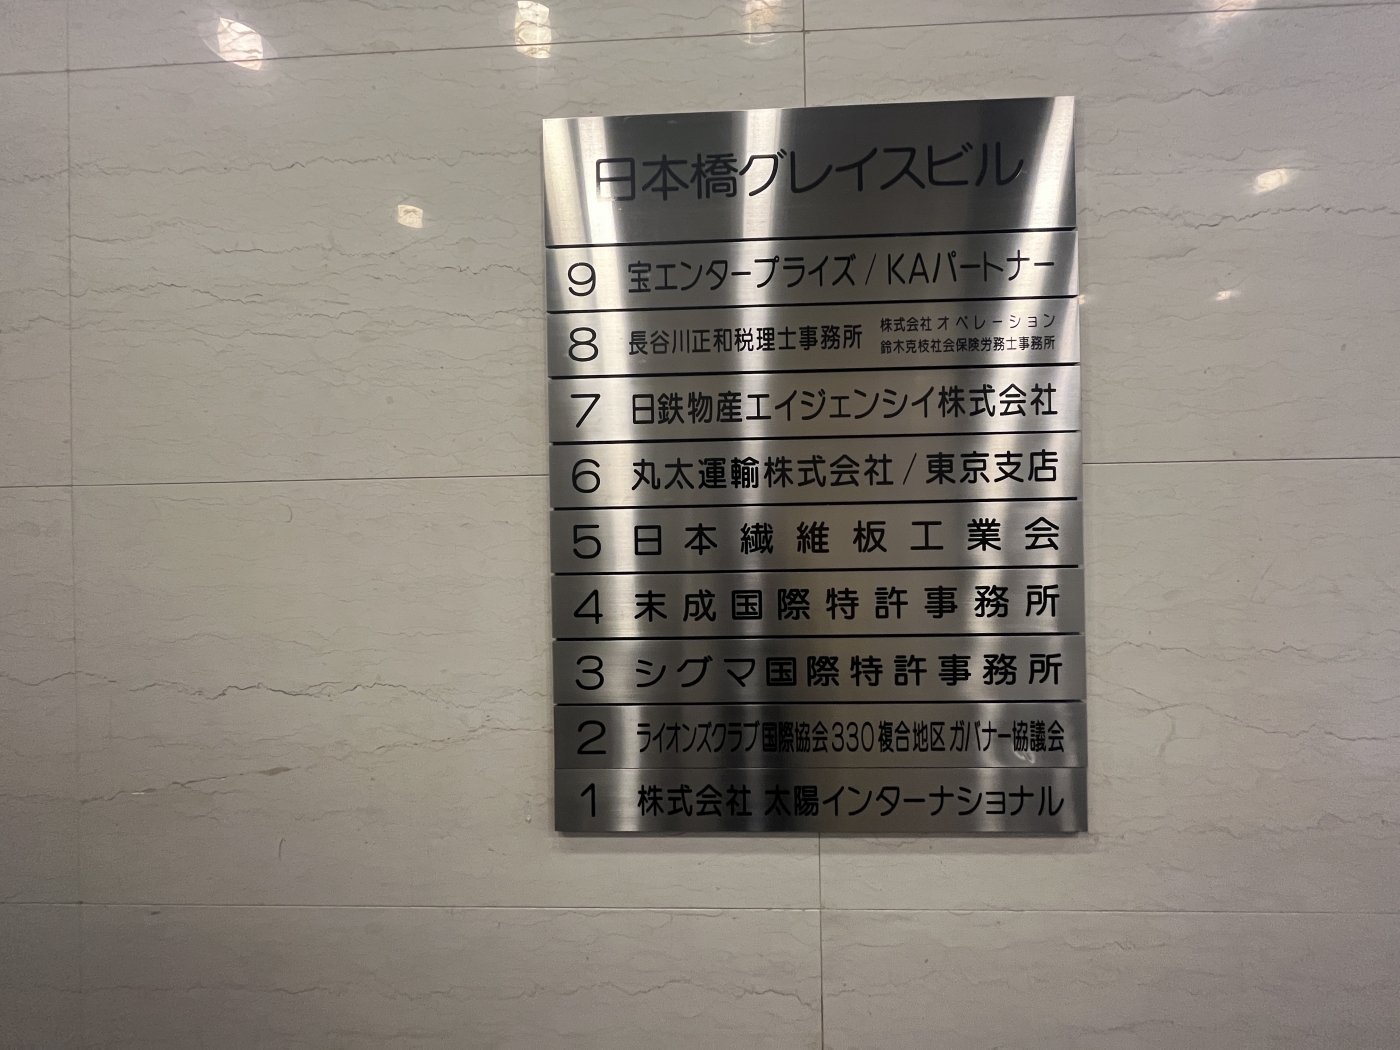 日本橋グレイスビル
9 宝エンタープライズ / KAパートナー
8 長谷川正和税理士事務所 株式会社オペレーション
鈴木克枝社会保険労務士事務所
7 日鉄物産エイジェンシイ株式会社
6 丸太運輸株式会社 / 東京支店
5 日本繊維板工業会
4 末成国際特許事務所
3 シグマ国際特許事務所
2 ライオンズクラブ国際協会330複合地区ガバナー協議会
1 株式会社 太陽インターナショナル